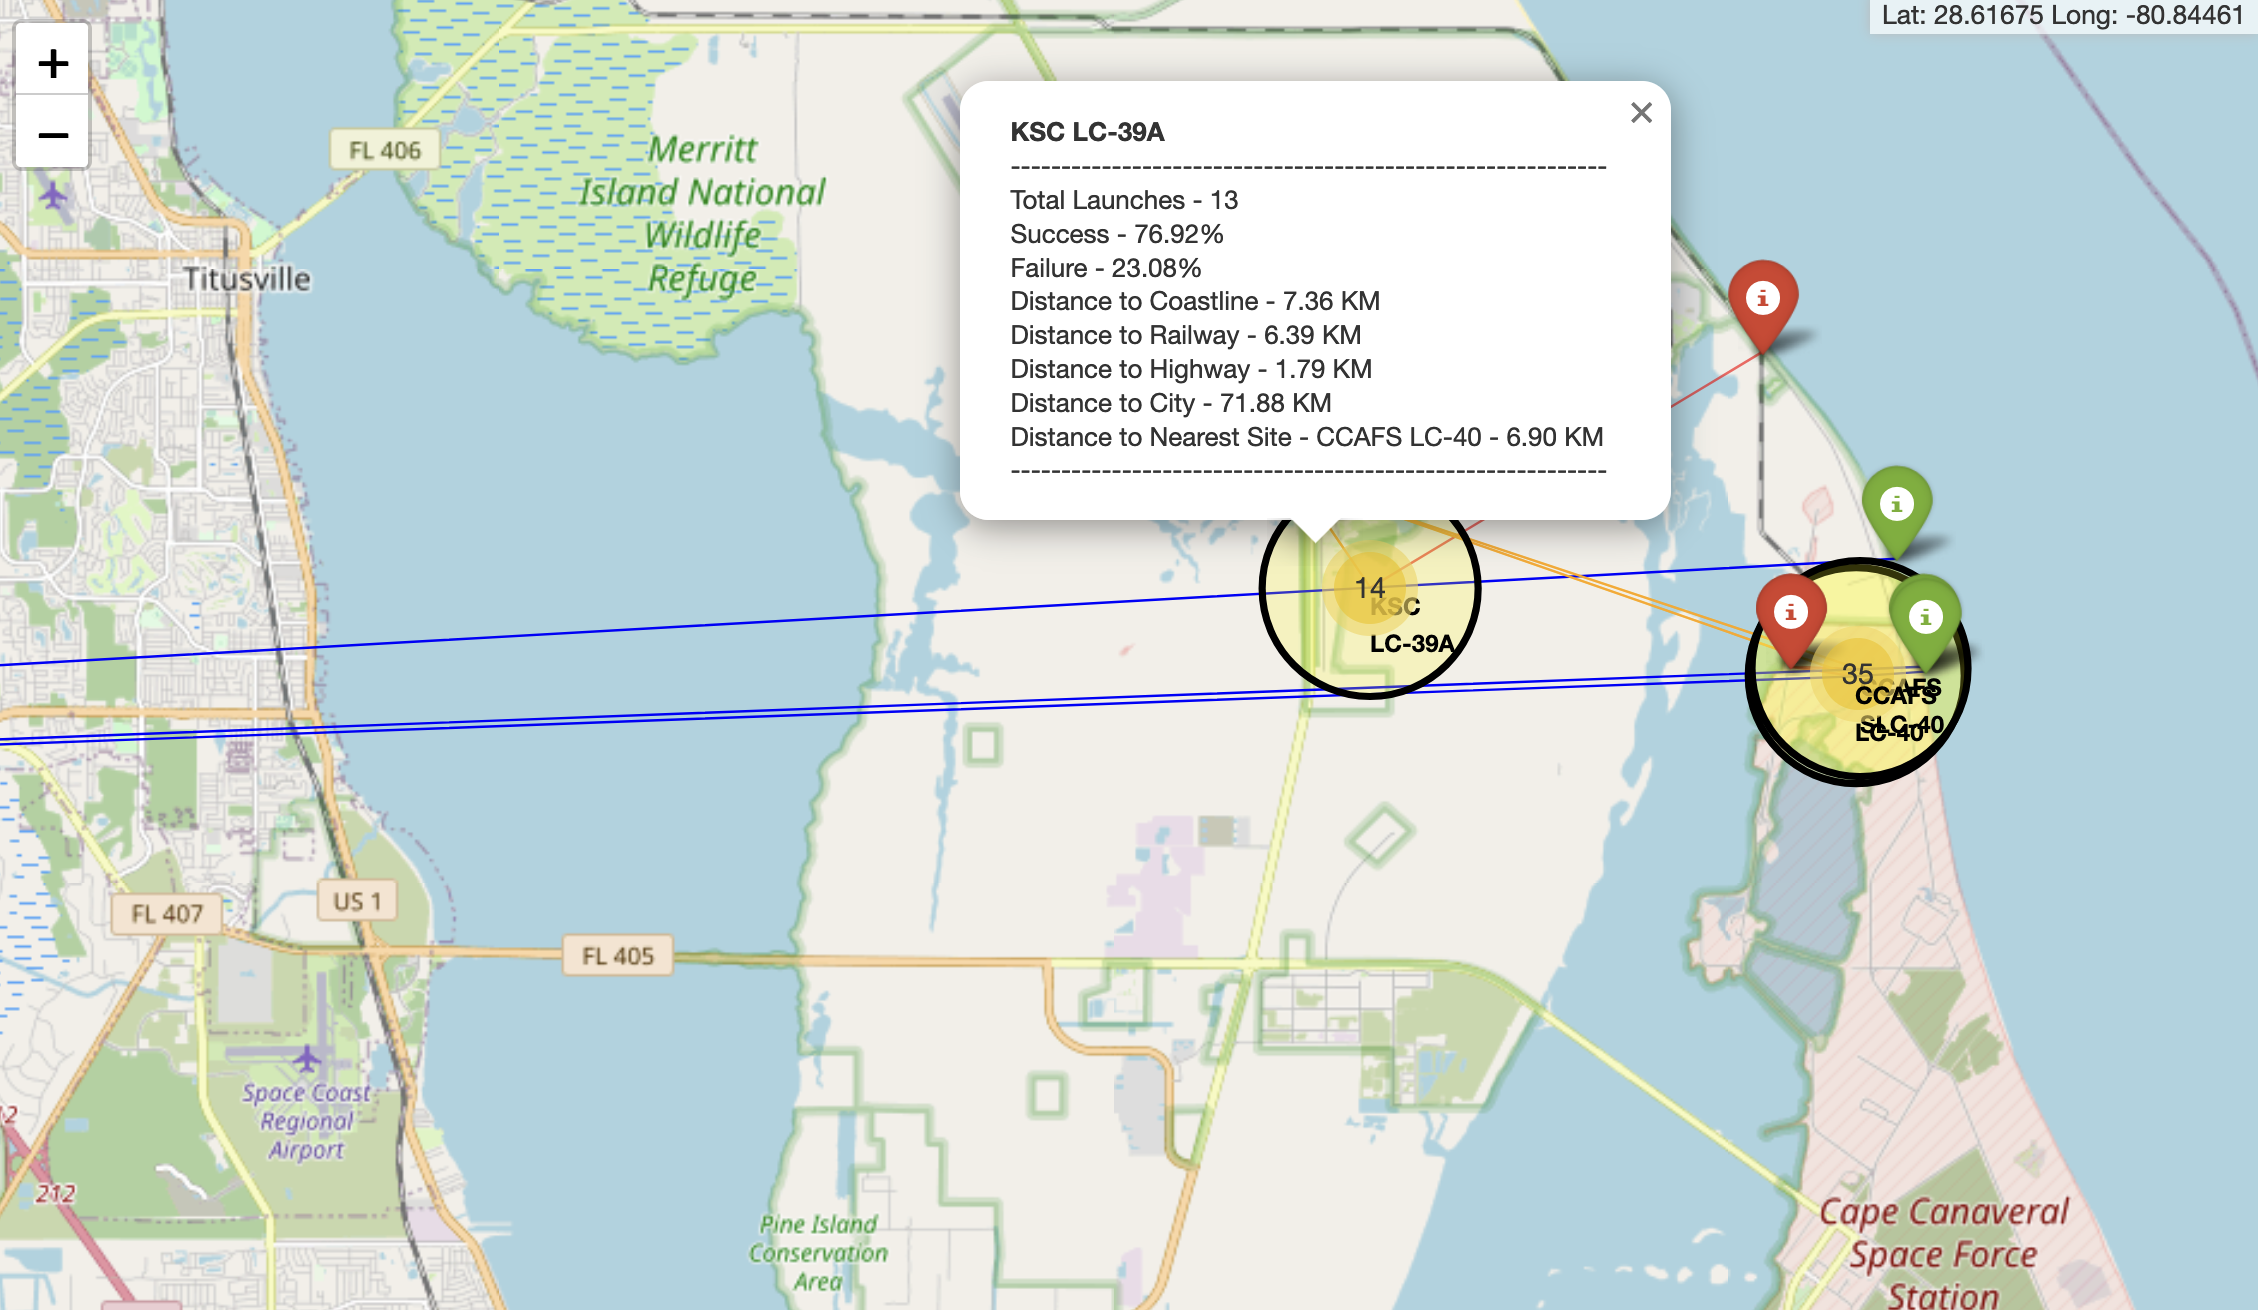 Lat: 28.61675 Long: -80.84461
+
−
FL 406
Merritt
Island National
Wildlife
Refuge
Titusville
KSC LC-39A
×
-----------------------------------------------------------------------
Total Launches - 13
Success - 76.92%
Failure - 23.08%
Distance to Coastline - 7.36 KM
Distance to Railway - 6.39 KM
Distance to Highway - 1.79 KM
Distance to City - 71.88 KM
Distance to Nearest Site - CCAFS LC-40 - 6.90 KM
-----------------------------------------------------------------------
14
KSC
LC-39A
35
CCAFS
SLC-40
CCAFS
LC-40
FL 407
US 1
FL 405
Space Coast
Regional
Airport
212
Pine Island
Conservation
Area
Cape Canaveral
Space Force
Station